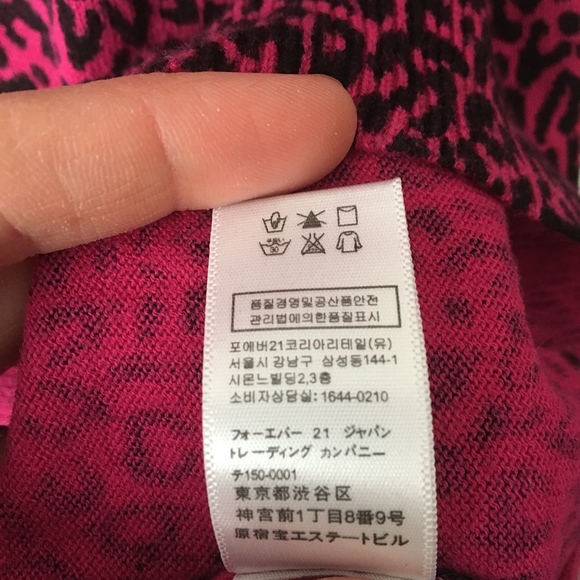 품질경영및공산품안전
관리법에의한품질표시
포에버21코리아리테일(유)
서울시 강남구 삼성동144-1
시몬느빌딩2,3층
소비자상담실: 1644-0210
フォーエバー 21 ジャパン
トレーディング カンパニー
〒150-0001
東京都渋谷区
神宮前1丁目8番9号
原宿宝エステートビル